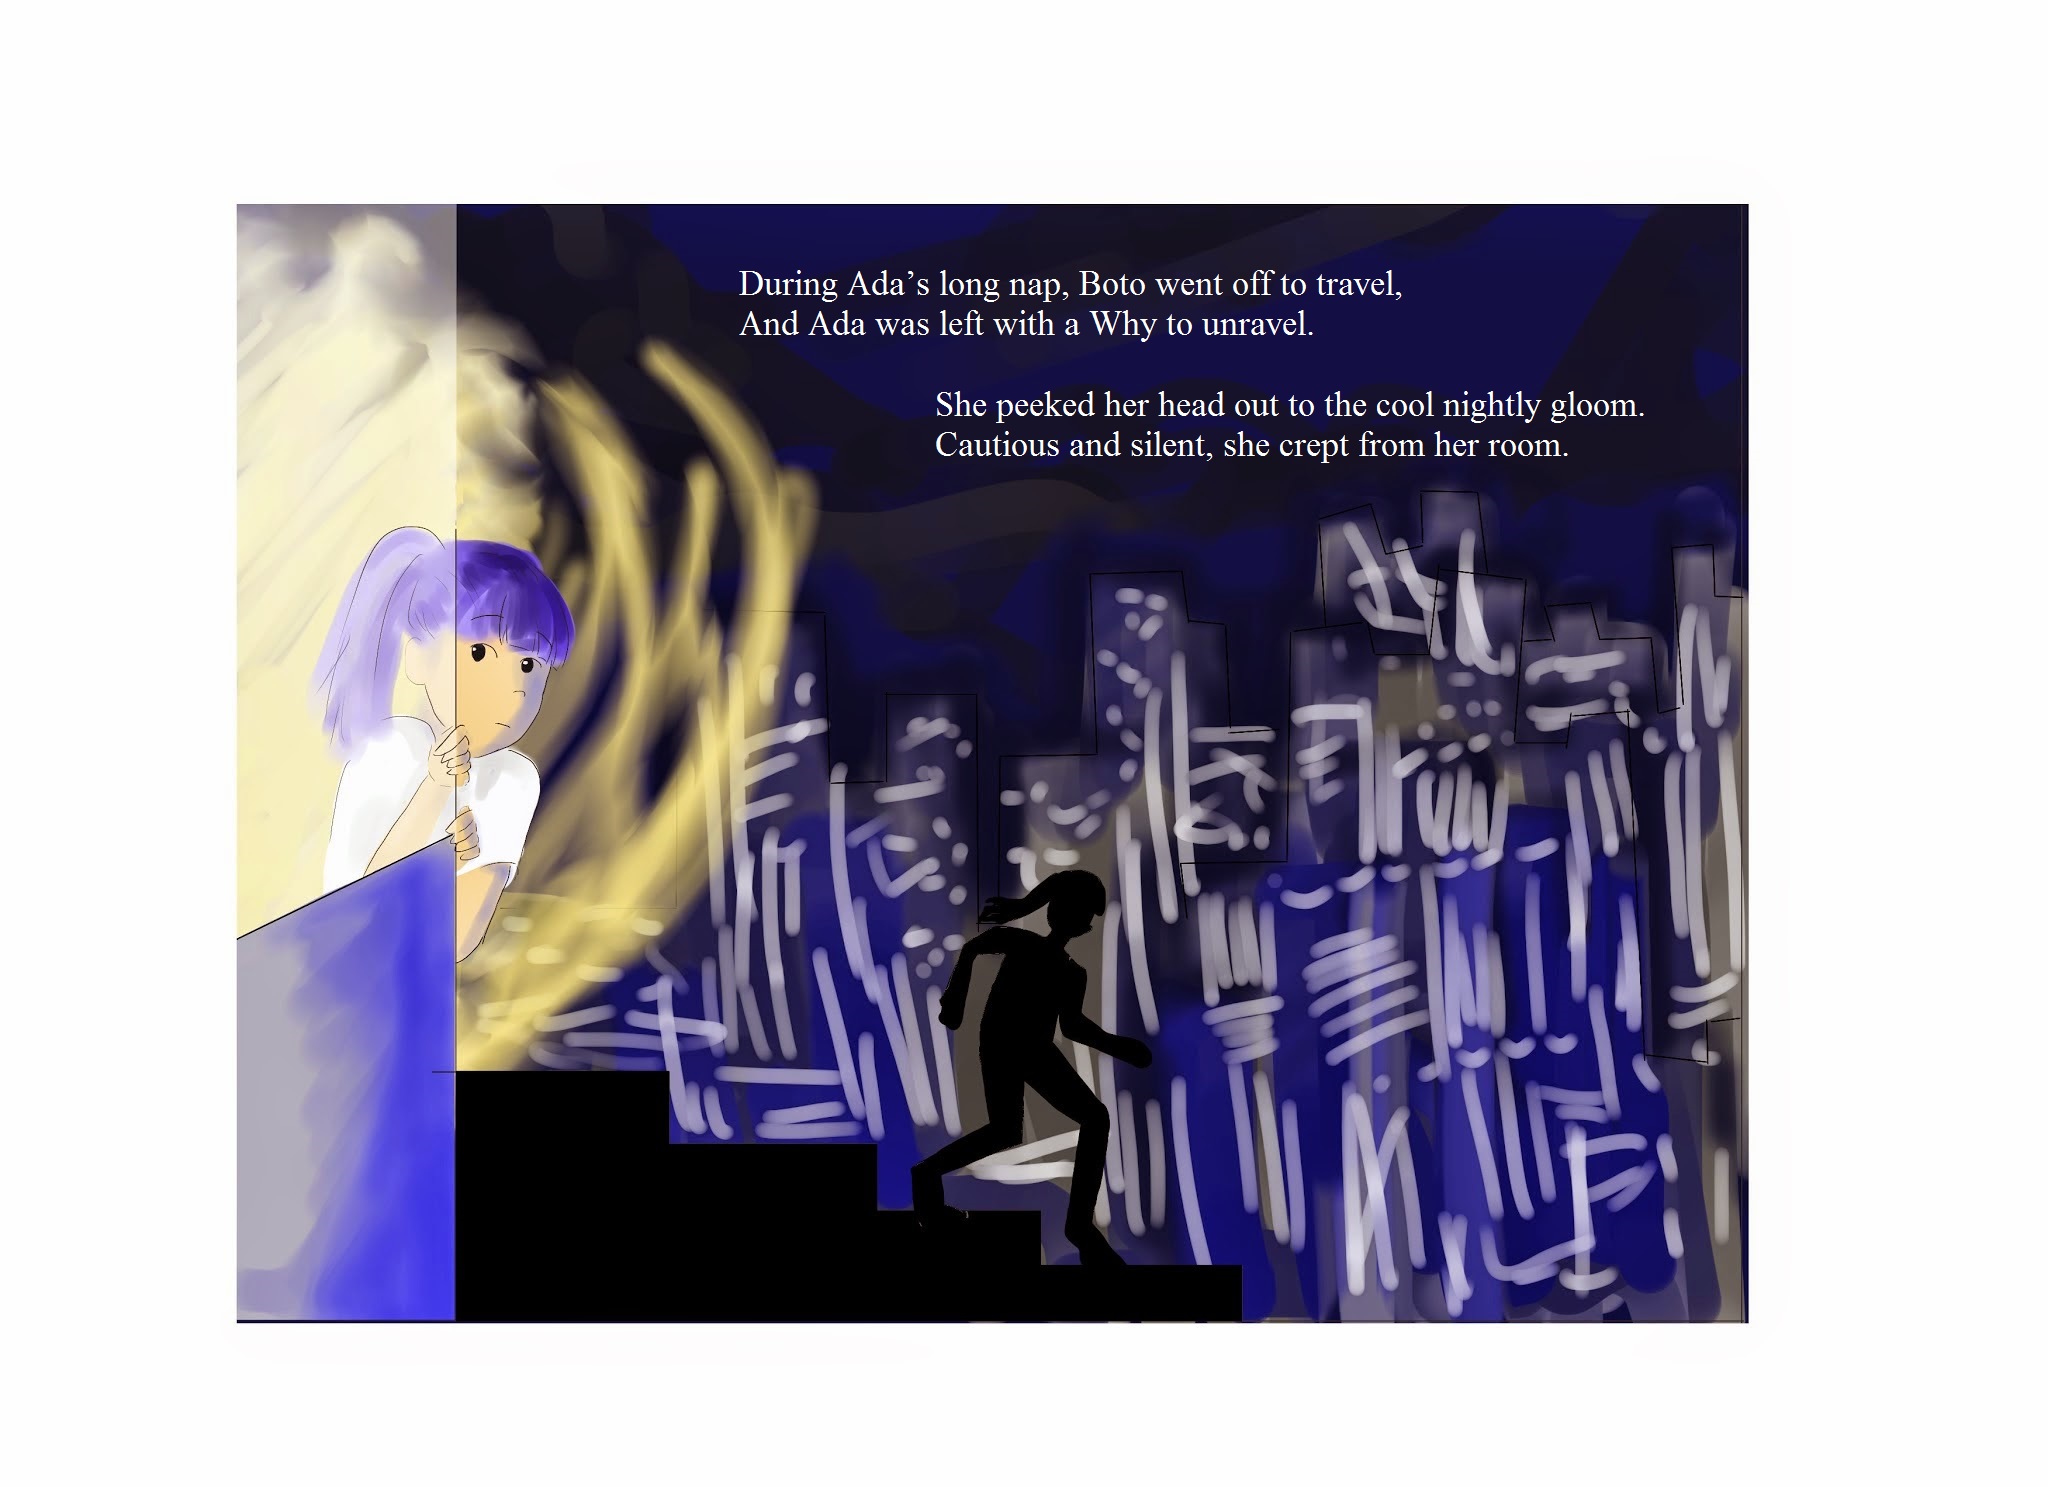 During Ada’s long nap, Boto went off to travel,
And Ada was left with a Why to unravel.
She peeked her head out to the cool nightly gloom.
Cautious and silent, she crept from her room.